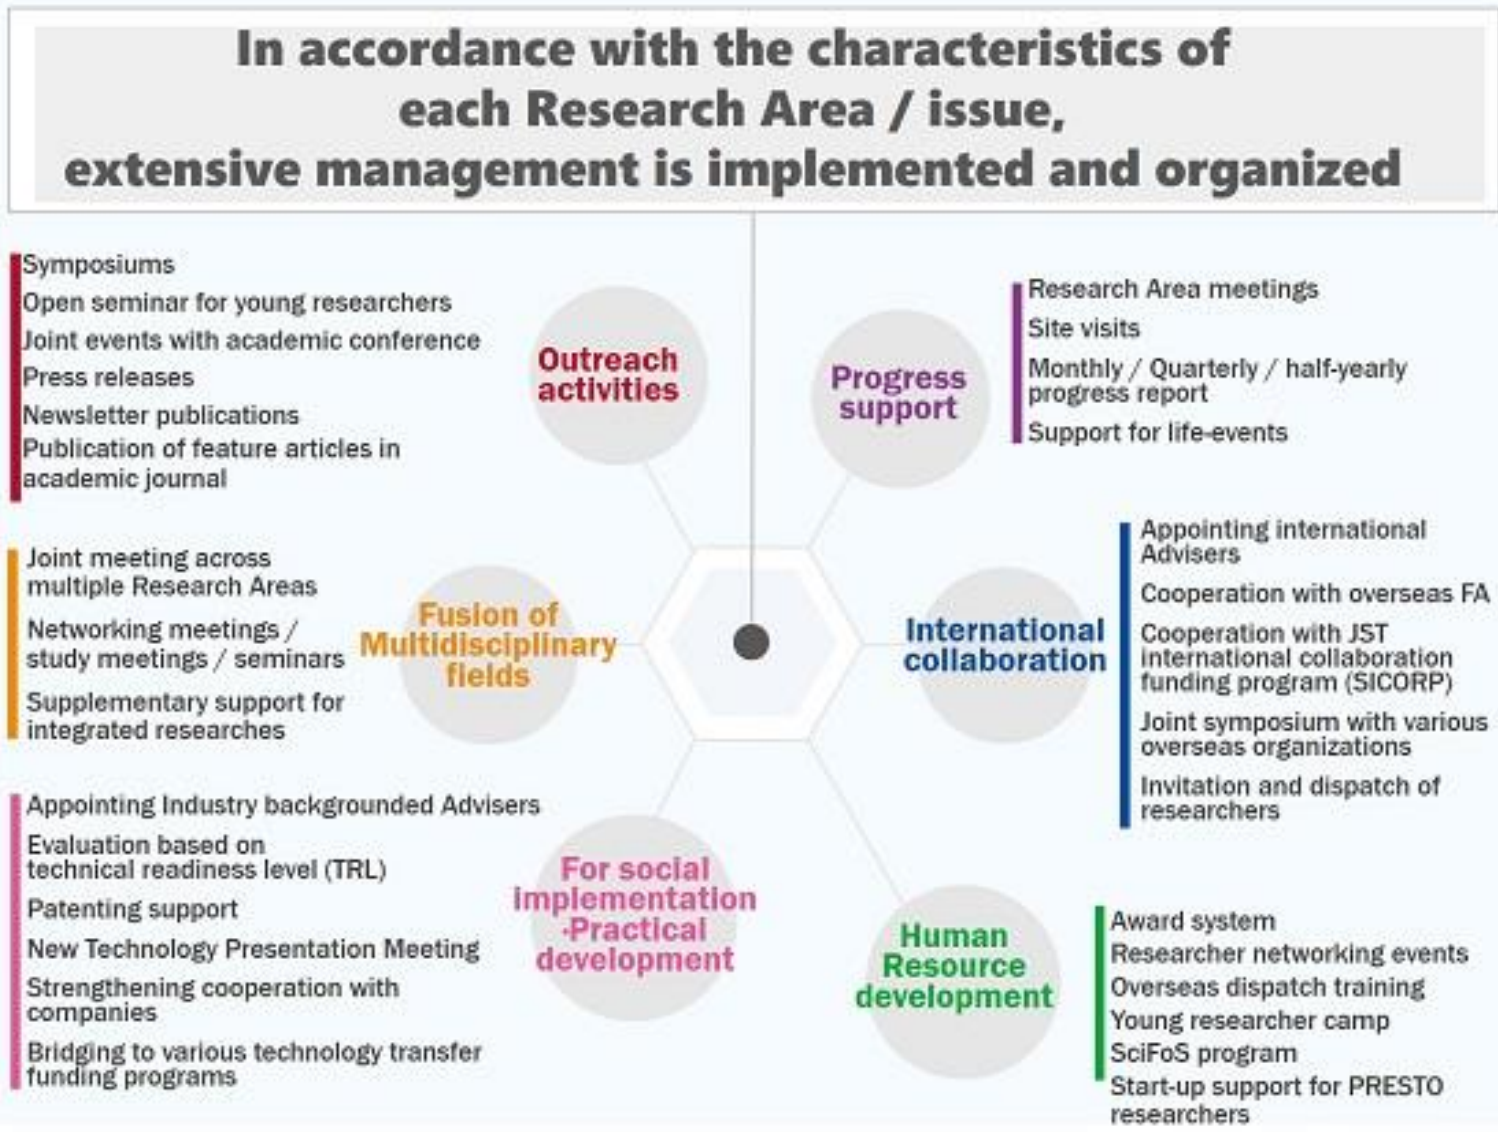 In accordance with the characteristics of
each Research Area / issue,
extensive management is implemented and organized
Symposiums
Open seminar for young researchers
Joint events with academic conference
Press releases
Newsletter publications
Publication of feature articles in
academic journal
Outreach
activities
Progress
support
Research Area meetings
Site visits
Monthly / Quarterly / half-yearly
progress report
Support for life-events
Joint meeting across
multiple Research Areas
Networking meetings /
study meetings / seminars
Supplementary support for
integrated researches
Fusion of
Multidisciplinary
fields
International
collaboration
Appointing international
Advisers
Cooperation with overseas FA
Cooperation with JST
international collaboration
funding program (SICORP)
Joint symposium with various
overseas organizations
Invitation and dispatch of
researchers
Appointing Industry backgrounded Advisers
Evaluation based on
technical readiness level (TRL)
Patenting support
New Technology Presentation Meeting
Strengthening cooperation with
companies
Bridging to various technology transfer
funding programs
For social
implementation
·Practical
development
Human
Resource
development
Award system
Researcher networking events
Overseas dispatch training
Young researcher camp
SciFoS program
Start-up support for PRESTO
researchers